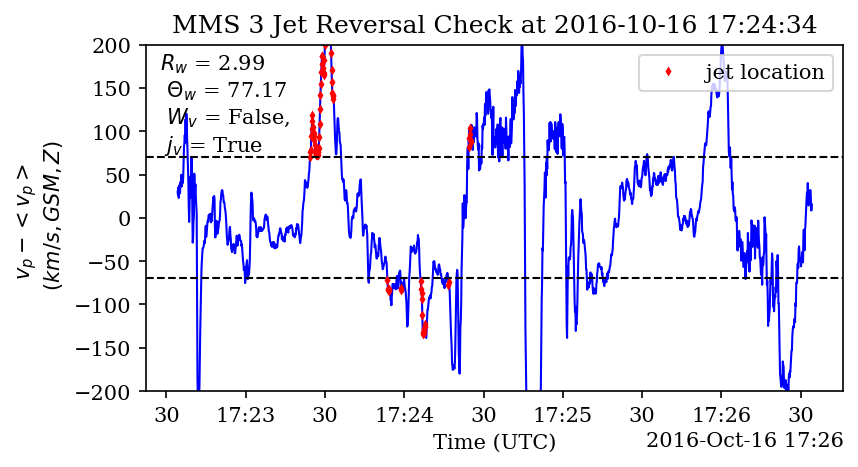 MMS 3 Jet Reversal Check at 2016-10-16 17:24:34
R_w = 2.99
Θ_w = 77.17
W_v = False,
j_v = True
jet location
v_p − < v_p >
(km/s, GSM, Z)
200
150
100
50
0
−50
−100
−150
−200
30 17:23 30 17:24 30 17:25 30 17:26 30
Time (UTC)
2016-Oct-16 17:26